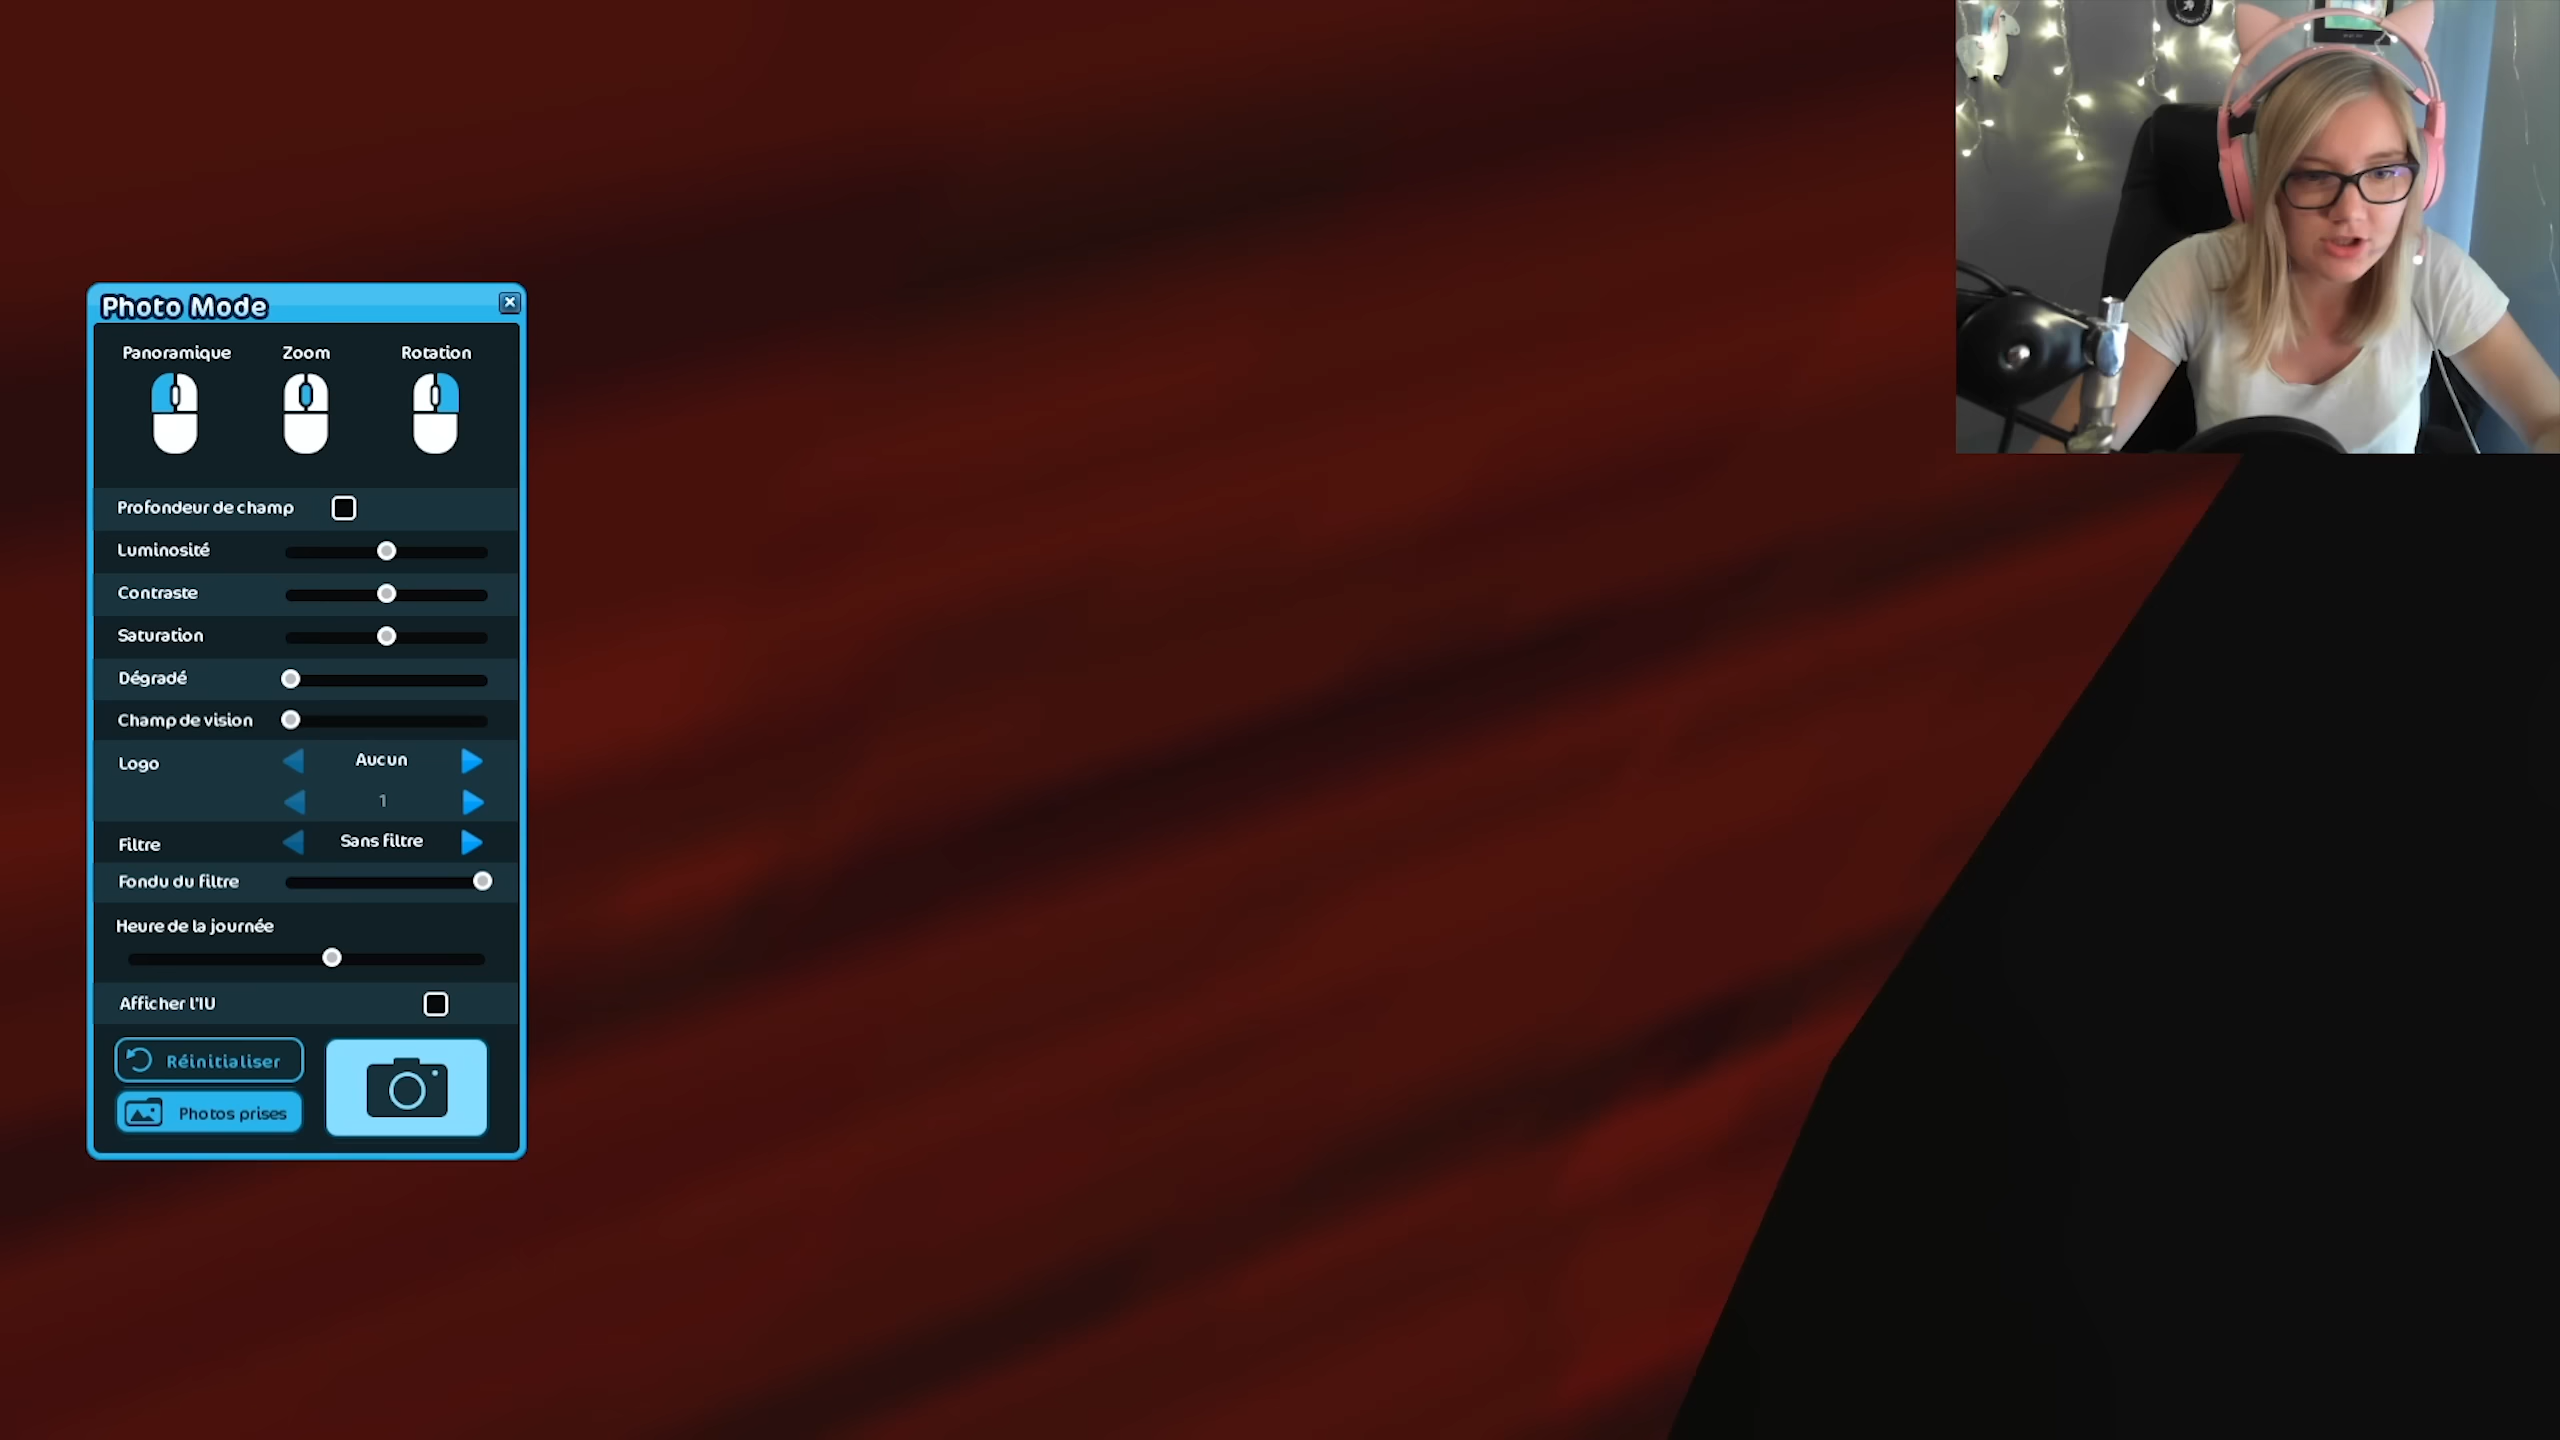 Photo Mode
Panoramique Zoom Rotation
Profondeur de champ
Luminosité
Contraste
Saturation
Dégradé
Champ de vision
Logo Aucun
1
Filtre Sans filtre
Fondu du filtre
Heure de la journée
Afficher l'IU
Réinitialiser
Photos prises